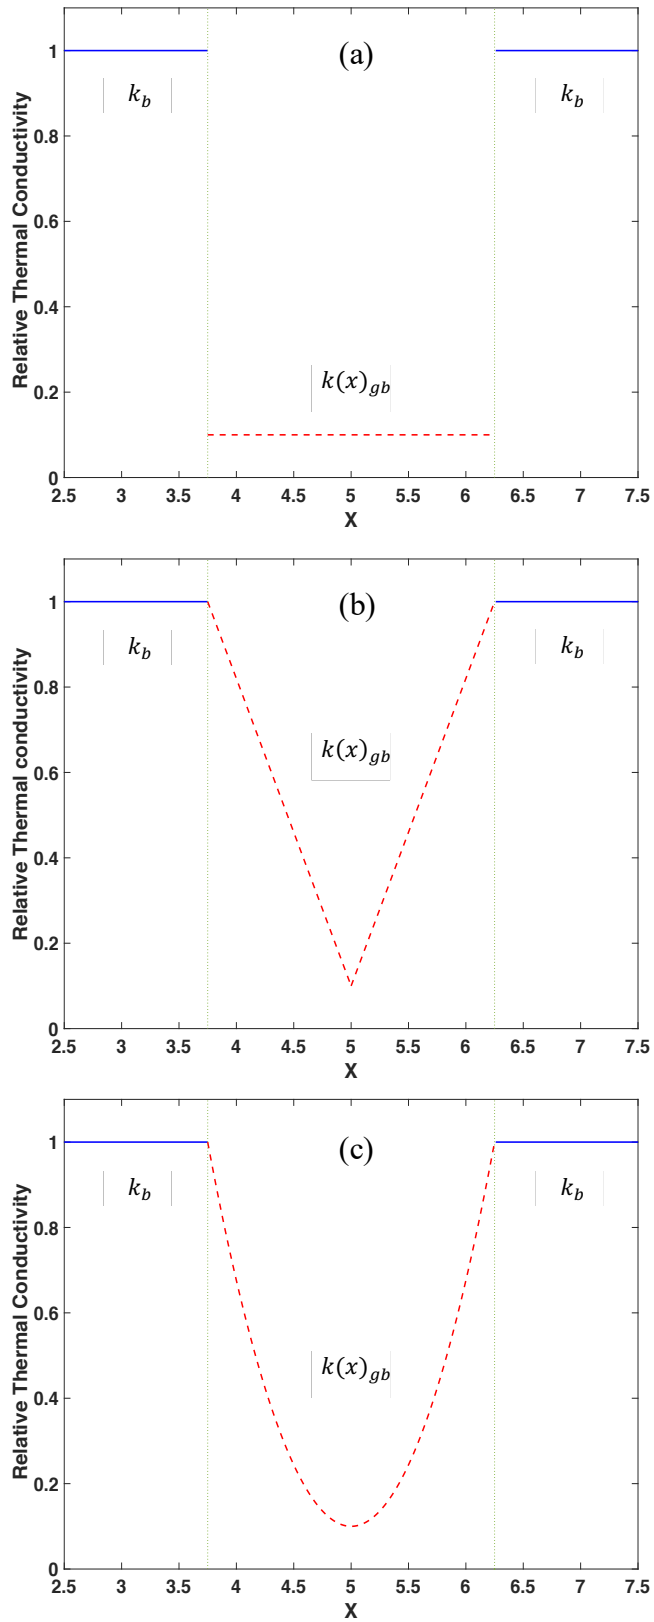 (a)
1
0.8
0.6
0.4
0.2
0
k_b
k_b
k(x)_gb
Relative Thermal Conductivity
2.5 3 3.5 4 4.5 5 5.5 6 6.5 7 7.5
X
(b)
1
0.8
0.6
0.4
0.2
0
k_b
k_b
k(x)_gb
Relative Thermal conductivity
2.5 3 3.5 4 4.5 5 5.5 6 6.5 7 7.5
X
(c)
1
0.8
0.6
0.4
0.2
0
k_b
k_b
k(x)_gb
Relative Thermal Conductivity
2.5 3 3.5 4 4.5 5 5.5 6 6.5 7 7.5
X